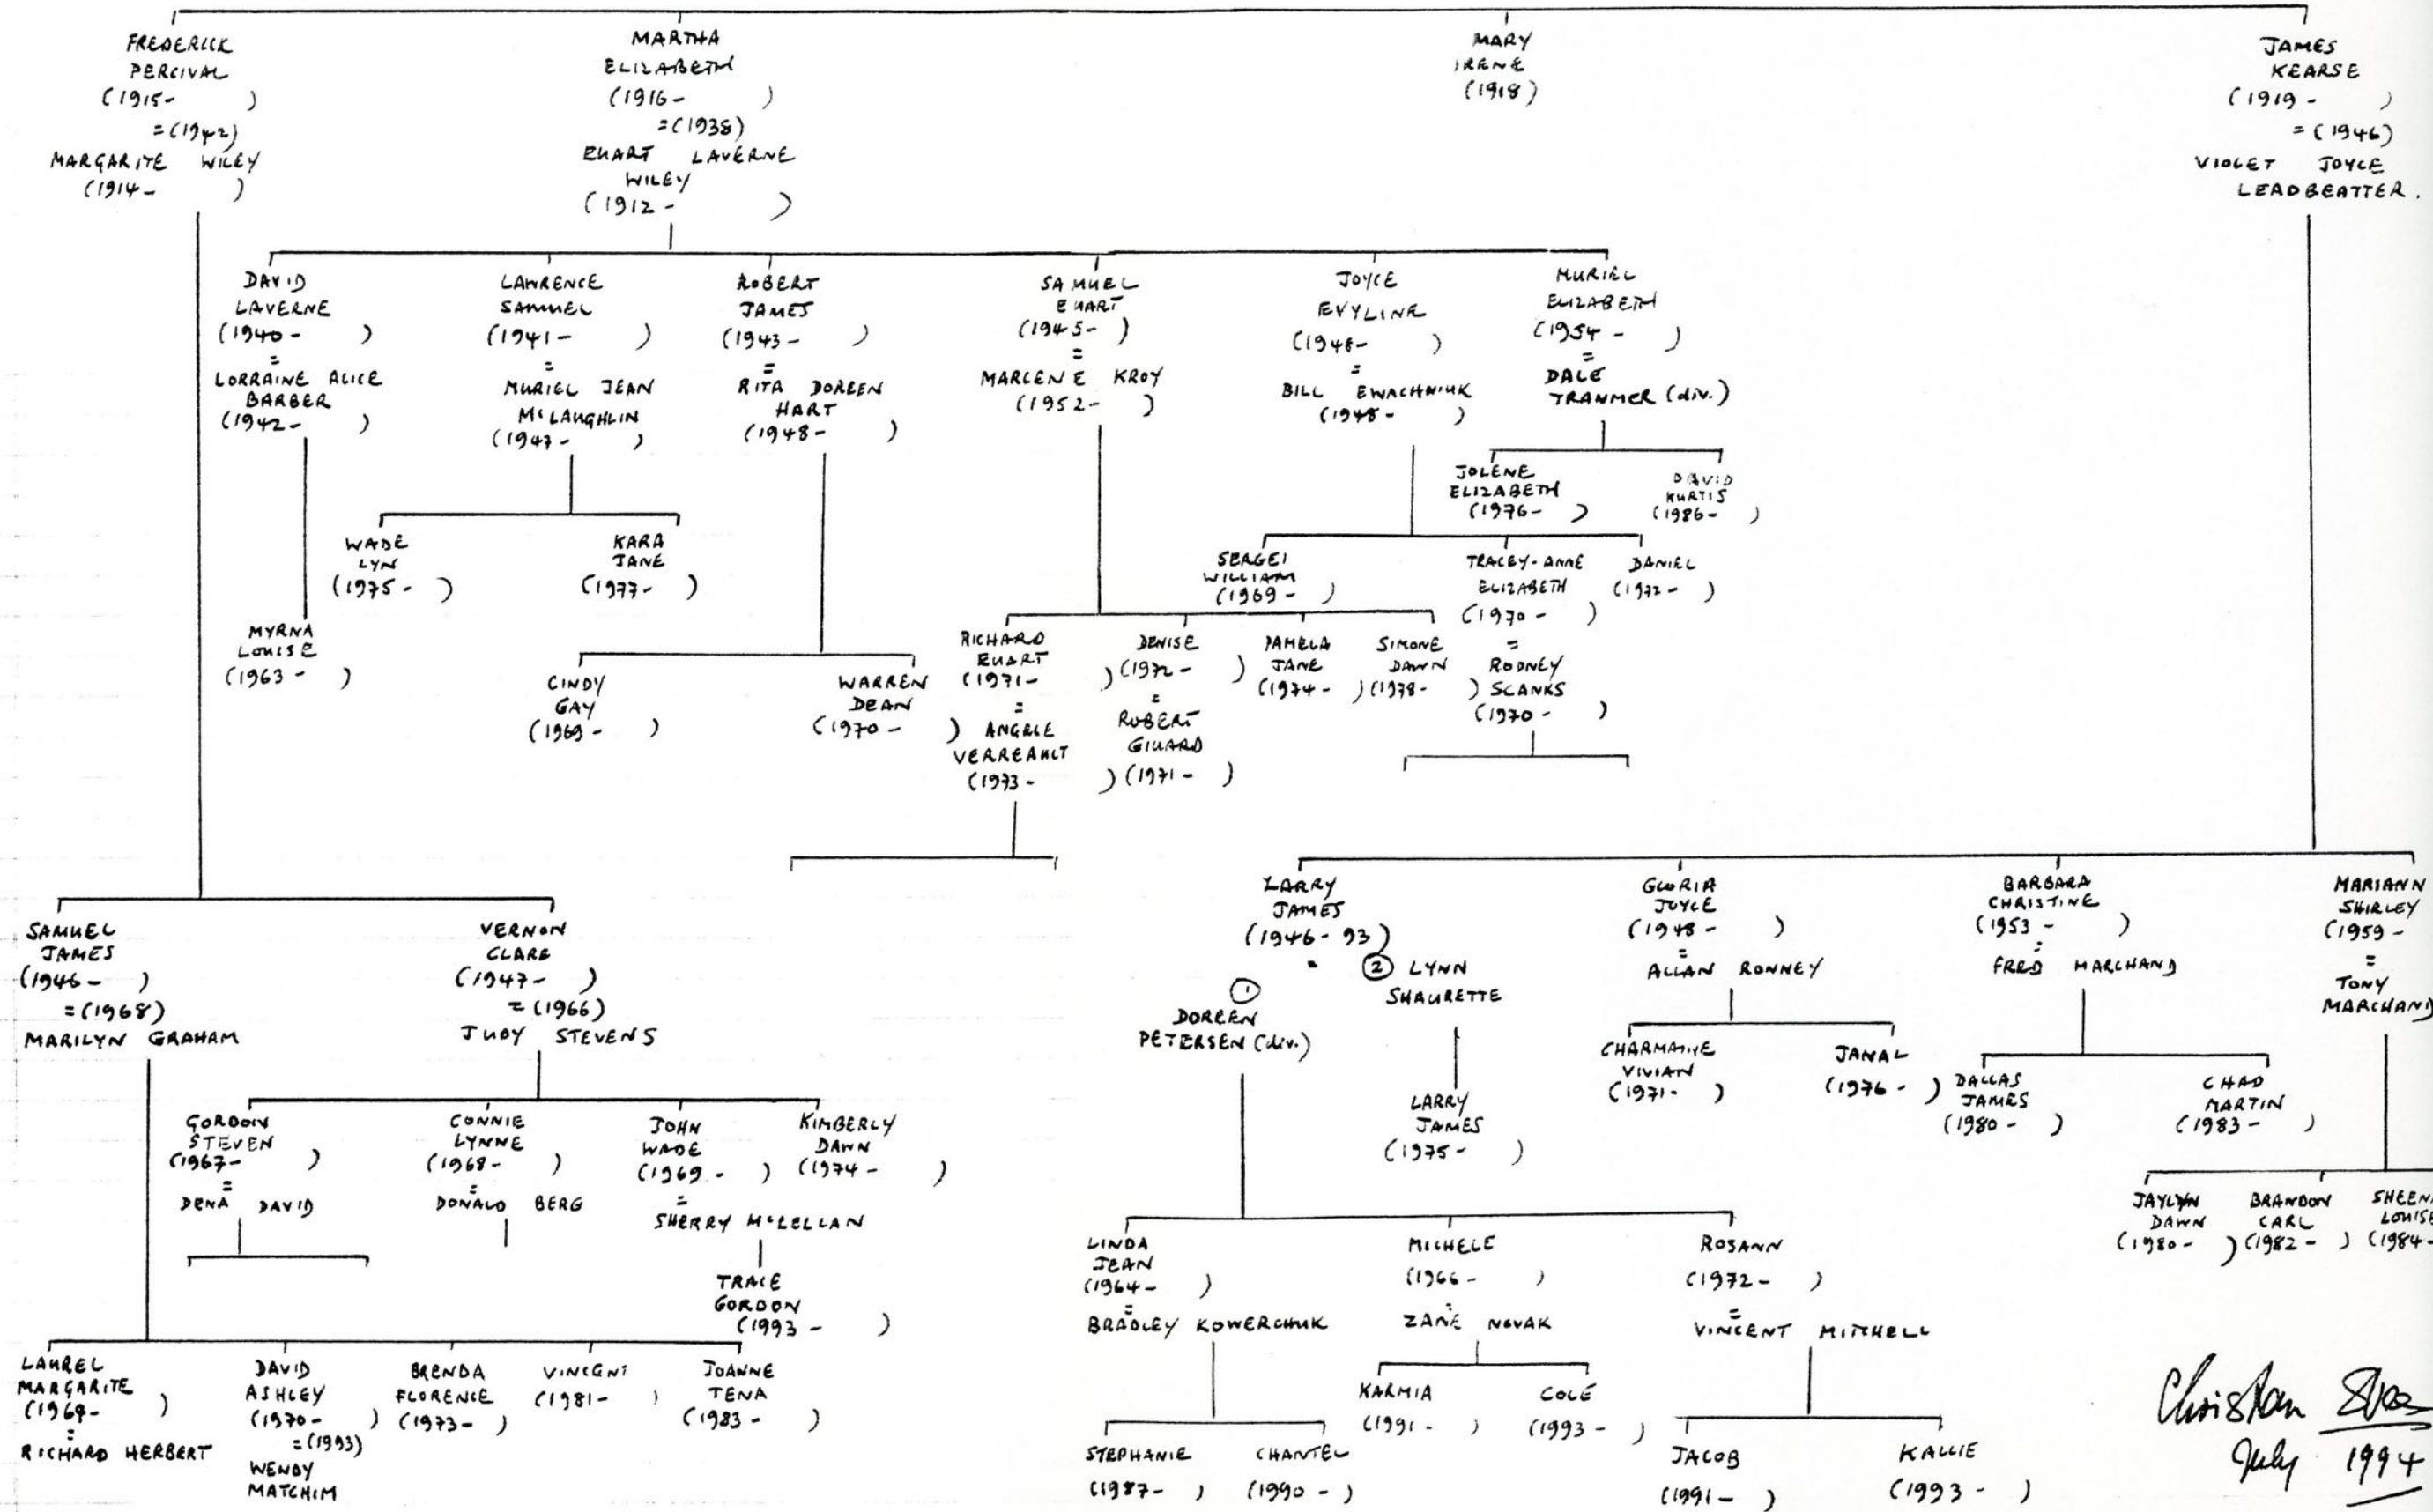 FREDERICK
PERCIVAL
(1915- )
=(1942)
MARGARITE WILEY
(1914- )
MARTHA
ELIZABETH
(1916- )
=(1938)
EUART LAVERNE
WILEY
(1912- )
MARY
IRENE
(1918)
JAMES
KEARSE
(1919- )
=(1946)
VIOLET JOYCE
LEADBEATTER.
DAVID
LAVERNE
(1940- )
=
LORRAINE ALICE
BARBER
(1942- )
LAWRENCE
SAMUEL
(1941- )
=
MURIEL JEAN
McLAUGHLIN
(1947- )
ROBERT
JAMES
(1943- )
=
RITA DOREEN
HART
(1948- )
SAMUEL
EUART
(1945- )
=
MARLENE KROY
(1952- )
JOYCE
EVYLINE
(1948- )
=
BILL EWACHNIUK
(1948- )
MURIEL
ELIZABETH
(1954- )
=
DALE
TRANMER (div.)
JOLENE
ELIZABETH
(1976- )
DAVID
KURTIS
(1986- )
WADE
LYN
(1975- )
KARA
JANE
(1977- )
SERGEI
WILLIAM
(1969- )
TRACEY-ANNE
ELIZABETH
(1970- )
=
RODNEY
SCANKS
(1970- )
DANIEL
(1972- )
MYRNA
LOUISE
(1963- )
CINDY
GAY
(1969- )
WARREN
DEAN
(1970- )
RICHARD
EUART
(1971- )
=
ANGELE
VERREAULT
(1973- )
DENISE
(1972- )
=
ROBERT
(1971- )
PAMELA
JANE
(1974- )
SIMONE
DAWN
(1978- )
SAMUEL
JAMES
(1946- )
=(1968)
MARILYN GRAHAM
VERNON
CLARE
(1947- )
=(1966)
JUDY STEVENS
LARRY
JAMES
(1946-93)
=
① DOREEN
PETERSEN (div.)
② LYNN
SHAURETTE
GLORIA
JOYCE
(1948- )
=
ALLAN RONNEY
BARBARA
CHRISTINE
(1953- )
=
FRED MARCHAND
MARIANN
SHIRLEY
(1959-
=
TONY
MARCHAND
GORDON
STEVEN
(1967- )
=
DENA DAVID
CONNIE
LYNNE
(1968- )
=
DONALD BERG
JOHN
WADE
(1969- )
=
SHERRY McLELLAN
KIMBERLY
DAWN
(1974- )
TRACE
GORDON
(1993- )
LARRY
JAMES
(1975- )
CHARMAINE
VIVIAN
(1971- )
JANAL
(1976- )
DALLAS
JAMES
(1980- )
CHAD
MARTIN
(1983- )
JAYLYN
DAWN
(1980- )
BRANDON
CARL
(1982- )
SHEENA
LOUISE
(1984-
LINDA
JEAN
(1964- )
=
BRADLEY KOWERCHUK
MICHELE
(1966- )
=
ZANE NOVAK
ROSANN
(1972- )
=
VINCENT MITCHELL
LAUREL
MARGARITE
(1969- )
=
RICHARD HERBERT
DAVID
ASHLEY
(1970- )
=(1993)
WENDY
MATCHIM
BRENDA
FLORENCE
(1973- )
VINCENT
(1981- )
JOANNE
TENA
(1983- )
STEPHANIE
(1987- )
CHANTEL
(1990- )
KARMIA
(1991- )
COLE
(1993- )
JACOB
(1991- )
KALLIE
(1993- )
Christian
July 1994